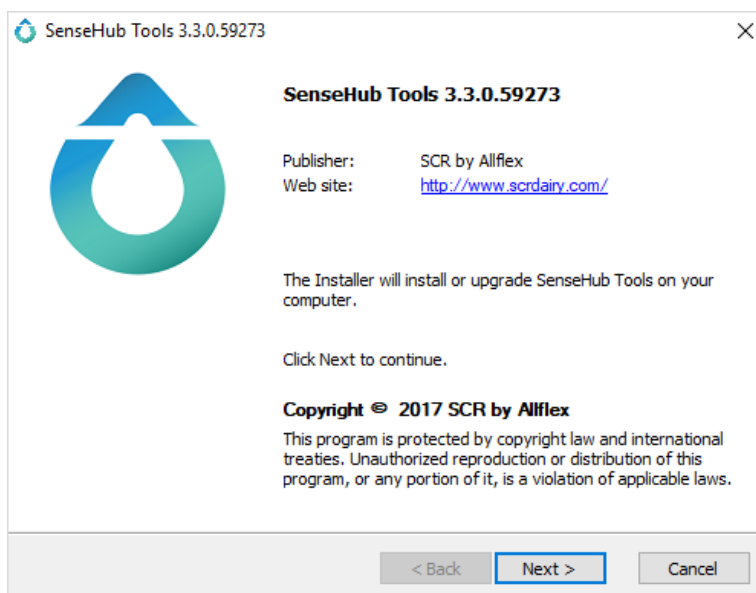 SenseHub Tools 3.3.0.59273
SenseHub Tools 3.3.0.59273
Publisher: SCR by Allflex
Web site: http://www.scrdairy.com/
The Installer will install or upgrade SenseHub Tools on your
computer.
Click Next to continue.
Copyright © 2017 SCR by Allflex
This program is protected by copyright law and international
treaties. Unauthorized reproduction or distribution of this
program, or any portion of it, is a violation of applicable laws.
< Back Next > Cancel